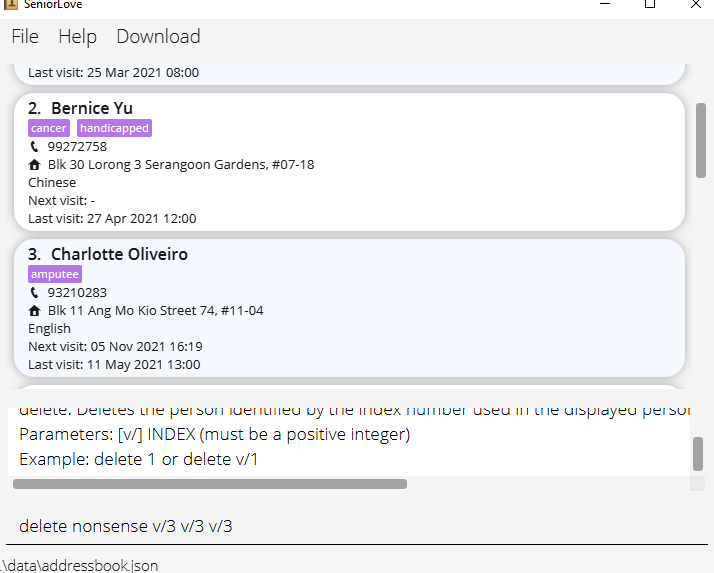 SeniorLove
File Help Download
Last visit: 25 Mar 2021 08:00
2. Bernice Yu
cancer handicapped
99272758
Blk 30 Lorong 3 Serangoon Gardens, #07-18
Chinese
Next visit: -
Last visit: 27 Apr 2021 12:00
3. Charlotte Oliveiro
amputee
93210283
Blk 11 Ang Mo Kio Street 74, #11-04
English
Next visit: 05 Nov 2021 16:19
Last visit: 11 May 2021 13:00
delete: Deletes the person identified by the index number used in the displayed person
Parameters: [v/] INDEX (must be a positive integer)
Example: delete 1 or delete v/1
delete nonsense v/3 v/3 v/3
.\data\addressbook.json